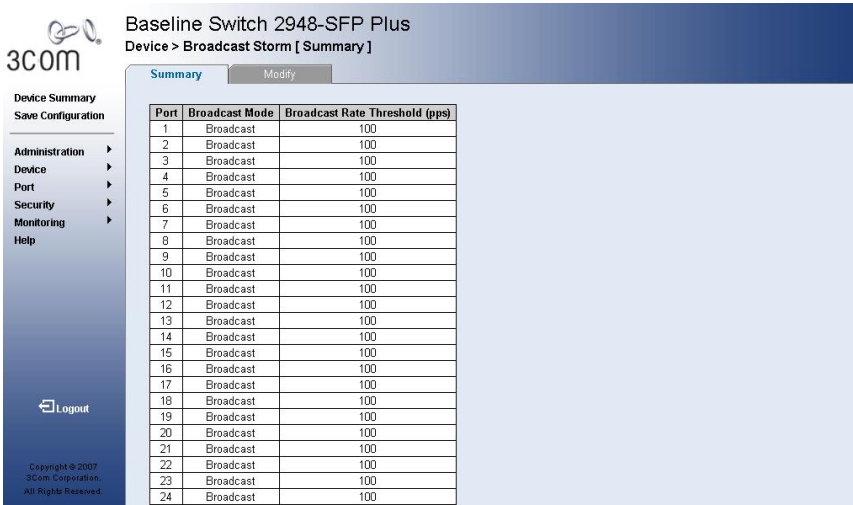 3COM
Baseline Switch 2948-SFP Plus
Device > Broadcast Storm [ Summary ]
Summary Modify
Device Summary
Save Configuration
Administration
Device
Port
Security
Monitoring
Help
Logout
Copyright © 2007
3Com Corporation.
All Rights Reserved.
Port Broadcast Mode Broadcast Rate Threshold (pps)
1 Broadcast 100
2 Broadcast 100
3 Broadcast 100
4 Broadcast 100
5 Broadcast 100
6 Broadcast 100
7 Broadcast 100
8 Broadcast 100
9 Broadcast 100
10 Broadcast 100
11 Broadcast 100
12 Broadcast 100
13 Broadcast 100
14 Broadcast 100
15 Broadcast 100
16 Broadcast 100
17 Broadcast 100
18 Broadcast 100
19 Broadcast 100
20 Broadcast 100
21 Broadcast 100
22 Broadcast 100
23 Broadcast 100
24 Broadcast 100